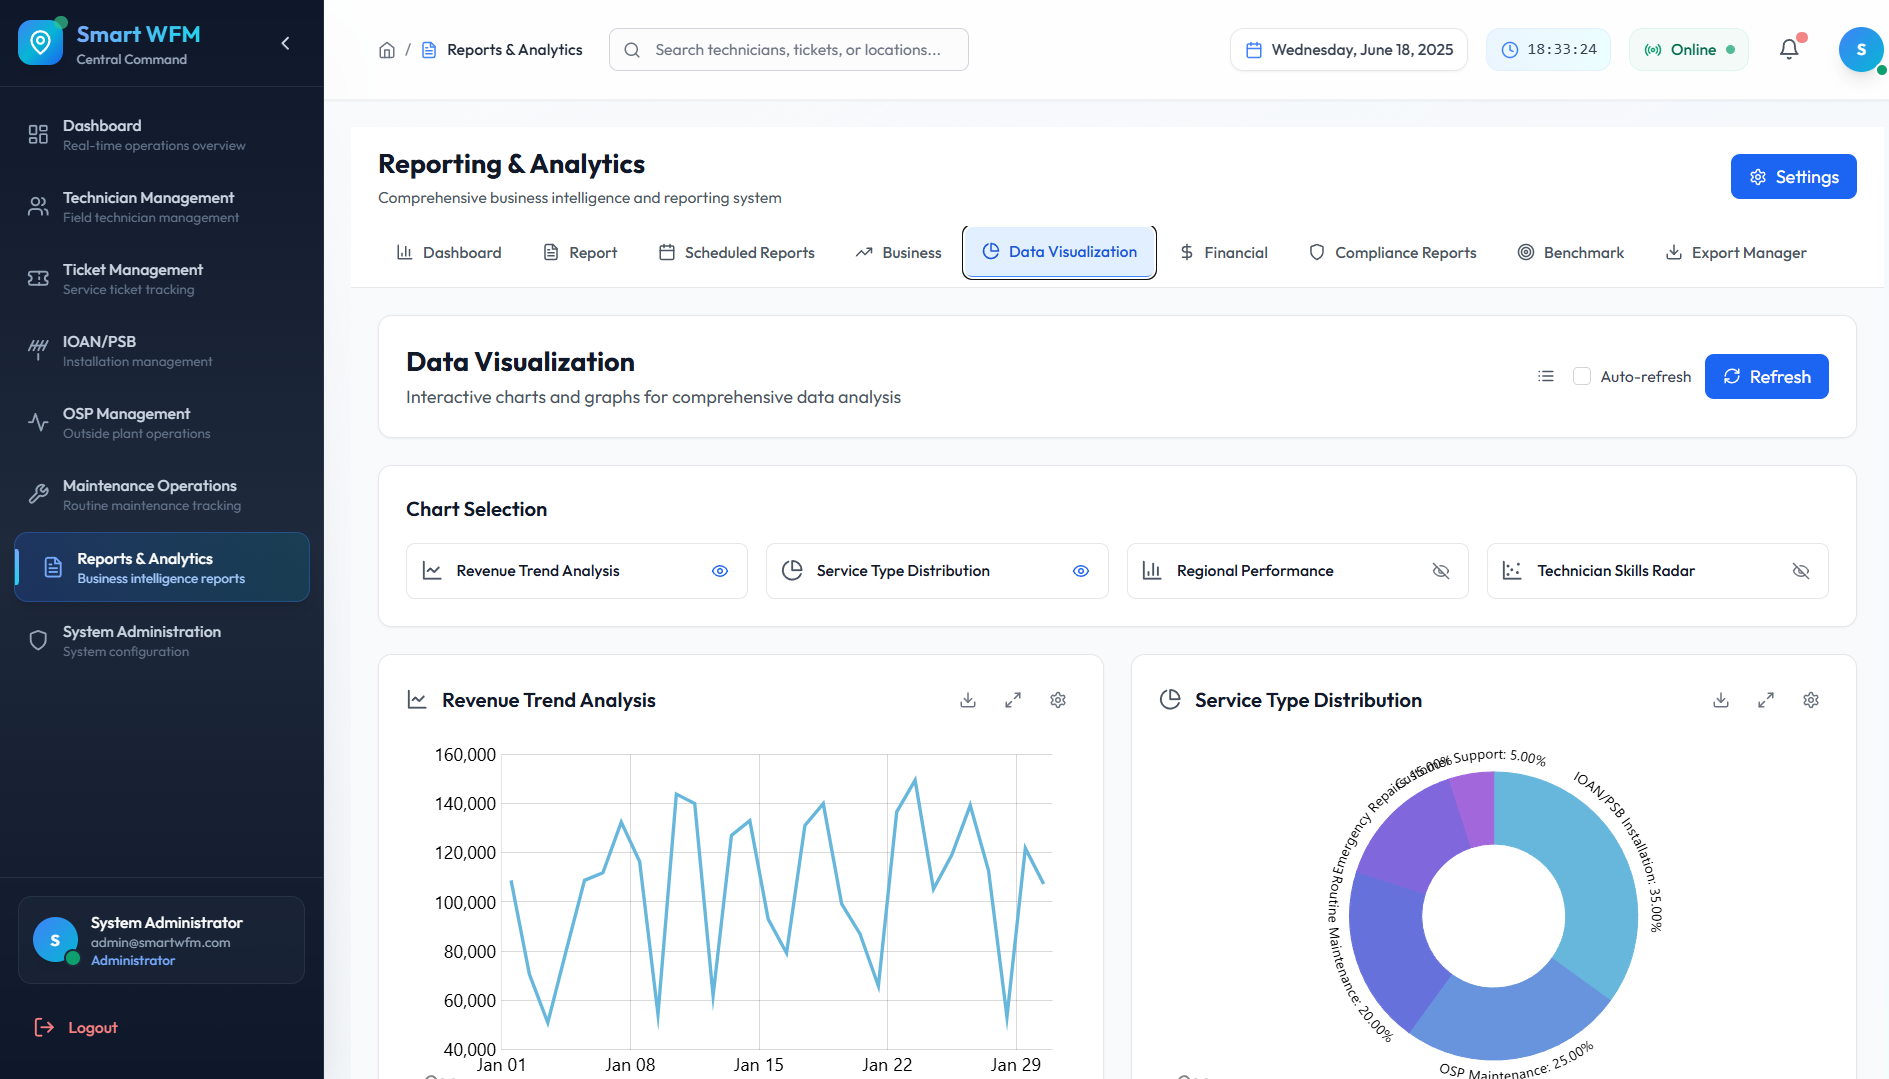 Smart WFM
Central Command
Dashboard
Real-time operations overview
Technician Management
Field technician management
Ticket Management
Service ticket tracking
IOAN/PSB
Installation management
OSP Management
Outside plant operations
Maintenance Operations
Routine maintenance tracking
Reports & Analytics
Business intelligence reports
System Administration
System configuration
S
System Administrator
admin@smartwfm.com
Administrator
Logout
/ Reports & Analytics
Search technicians, tickets, or locations...
Wednesday, June 18, 2025
18:33:24
Online
S
Reporting & Analytics
Comprehensive business intelligence and reporting system
Settings
Dashboard
Report
Scheduled Reports
Business
Data Visualization
Financial
Compliance Reports
Benchmark
Export Manager
Data Visualization
Interactive charts and graphs for comprehensive data analysis
Auto-refresh
Refresh
Chart Selection
Revenue Trend Analysis
Service Type Distribution
Regional Performance
Technician Skills Radar
Revenue Trend Analysis
160,000
140,000
120,000
100,000
80,000
60,000
40,000
Jan 01
Jan 08
Jan 15
Jan 22
Jan 29
Service Type Distribution
IOAN/PSB Installation: 35.00%
OSP Maintenance: 25.00%
Routine Maintenance: 20.00%
Emergency Repairs: 15.00%
Customer Support: 5.00%